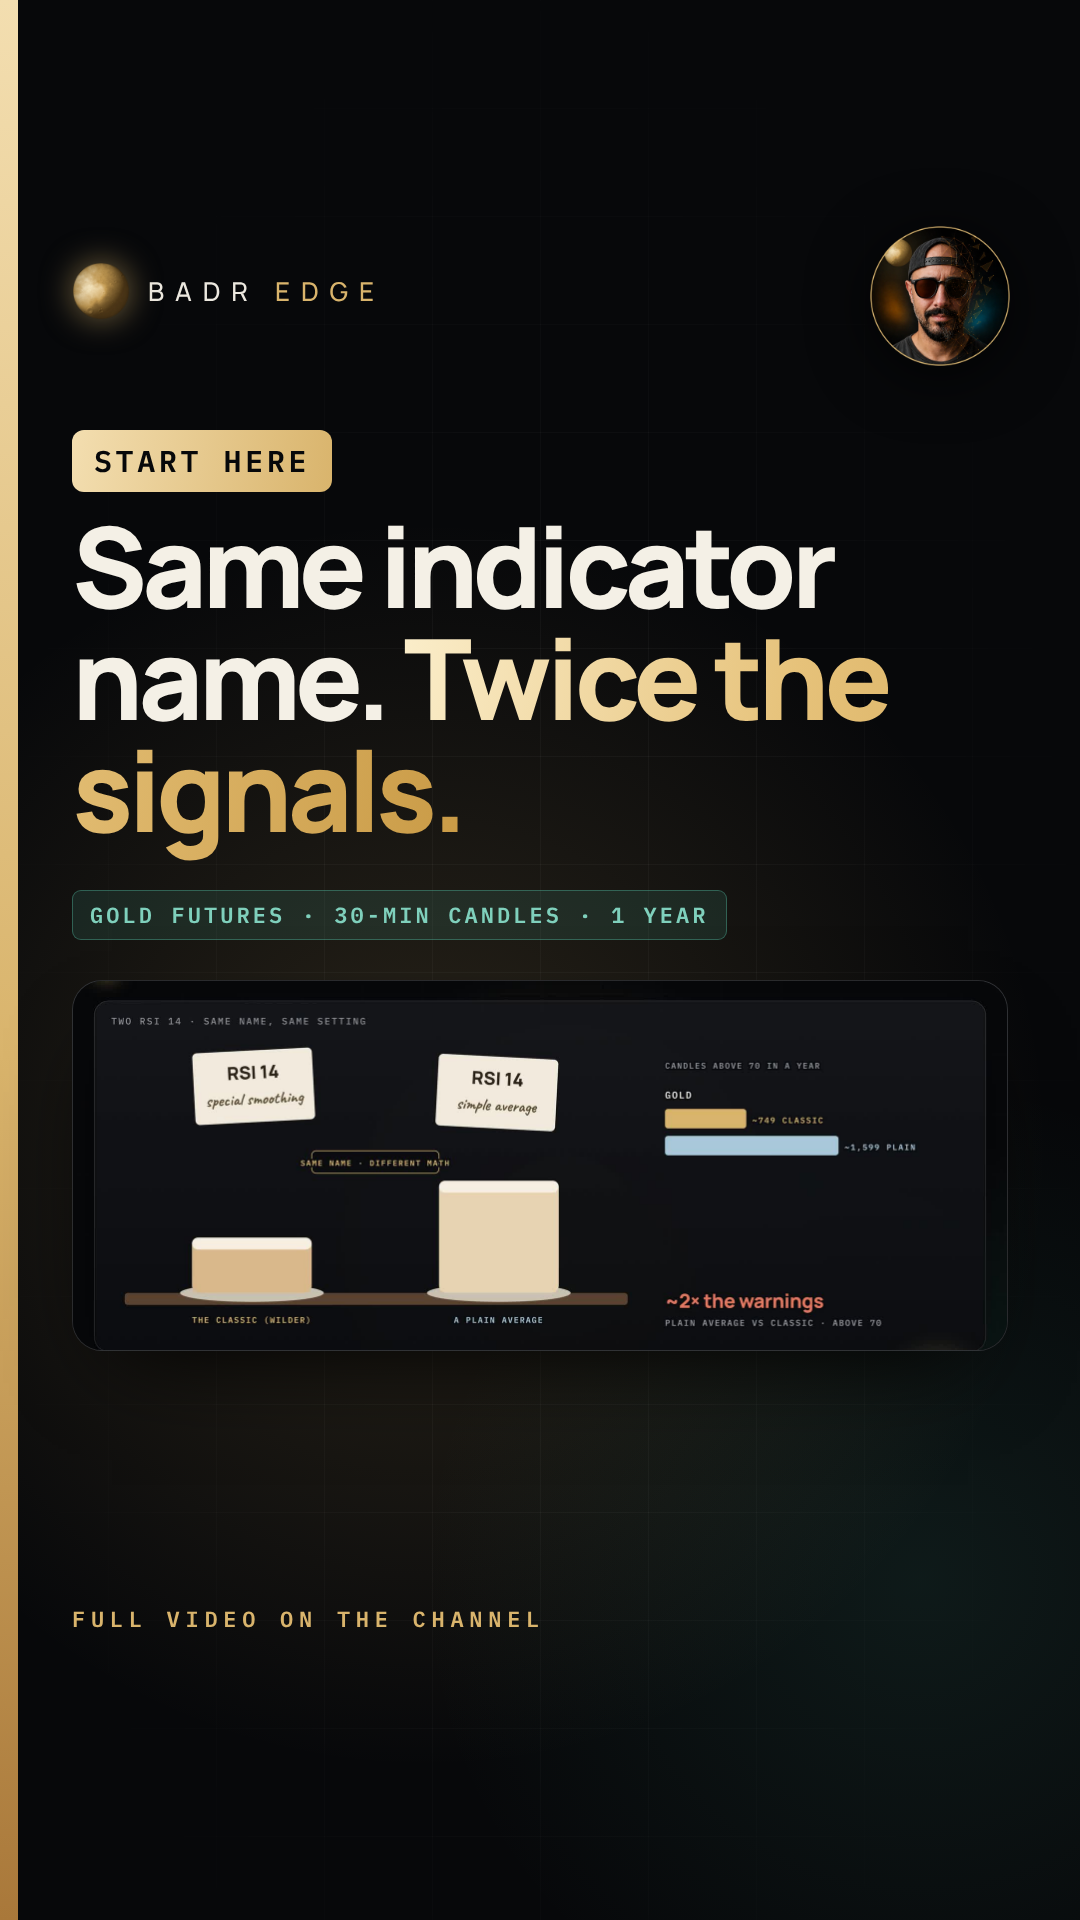 BADR EDGE
START HERE
Same indicator
name. Twice the
signals.
GOLD FUTURES · 30-MIN CANDLES · 1 YEAR
TWO RSI 14 · SAME NAME, SAME SETTING
RSI 14
special smoothing
RSI 14
simple average
SAME NAME · DIFFERENT MATH
THE CLASSIC (WILDER)
A PLAIN AVERAGE
CANDLES ABOVE 70 IN A YEAR
GOLD
~749 CLASSIC
~1,599 PLAIN
~2× the warnings
PLAIN AVERAGE VS CLASSIC · ABOVE 70
FULL VIDEO ON THE CHANNEL